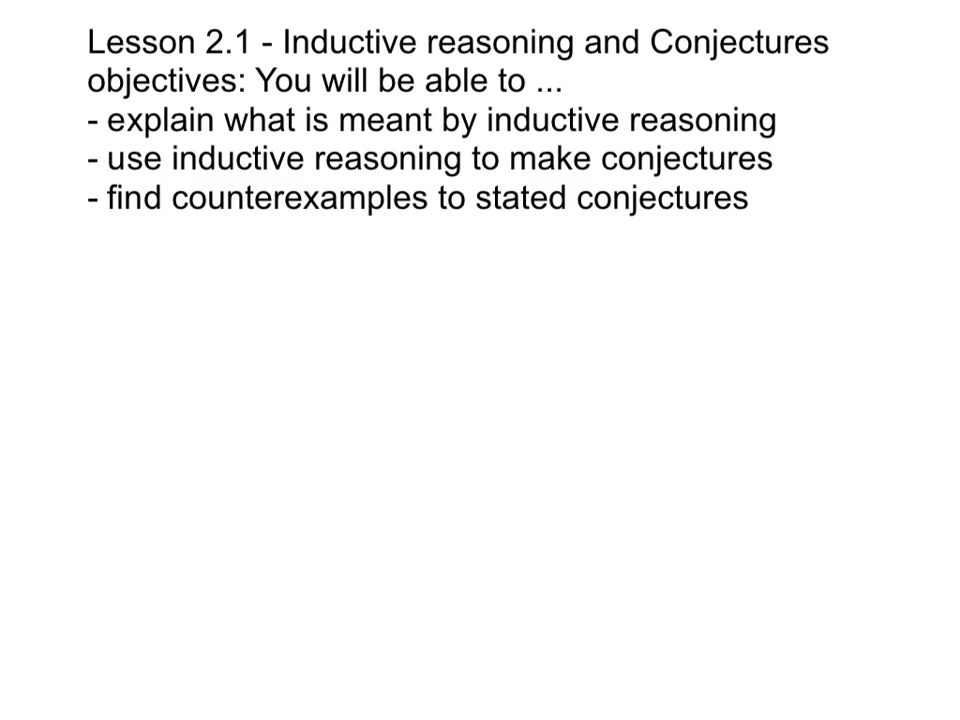 Lesson 2.1 - Inductive reasoning and Conjectures
objectives: You will be able to ...
- explain what is meant by inductive reasoning
- use inductive reasoning to make conjectures
- find counterexamples to stated conjectures